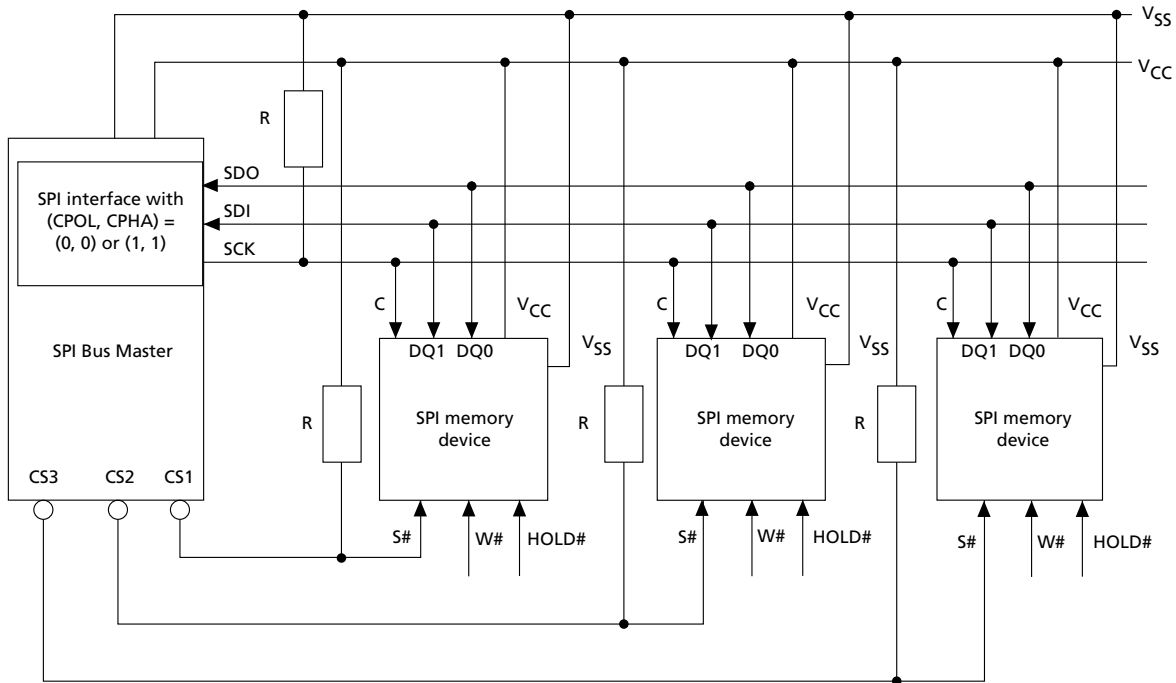 VSS
VCC
R
SDO
SPI interface with
(CPOL, CPHA) =
(0, 0) or (1, 1)
SDI
SCK
C
VCC
C
VCC
C
VCC
SPI Bus Master
DQ1 DQ0
VSS
DQ1 DQ0
VSS
DQ1 DQ0
VSS
R
SPI memory
device
R
SPI memory
device
R
SPI memory
device
CS3
CS2
CS1
S#
W#
HOLD#
S#
W#
HOLD#
S#
W#
HOLD#